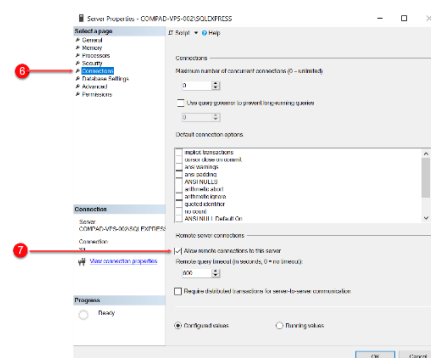 Server Properties - COMPAD-VPS-002\SQLEXPRESS
Select a page
General
Memory
Processors
Security
Connections
Database Settings
Advanced
Permissions
Script
Help
Connections
Maximum number of concurrent connections (0 = unlimited)
0
Use query governor to prevent long-running queries
0
Default connection options
implicit transactions
cursor close on commit
ansi warnings
ansi padding
ANSI NULLS
arithmetic abort
arithmetic ignore
quoted identifier
no count
ANSI NULL Default On
Connection
Server
COMPAD-VPS-002\SQLEXPRESS
Connection
View connection properties
Remote server connections
Allow remote connections to this server
Remote query timeout (in seconds, 0 = no timeout):
600
Require distributed transactions for server-to-server communication
Progress
Ready
Configured values
Running values
OK
Cancel
6
7